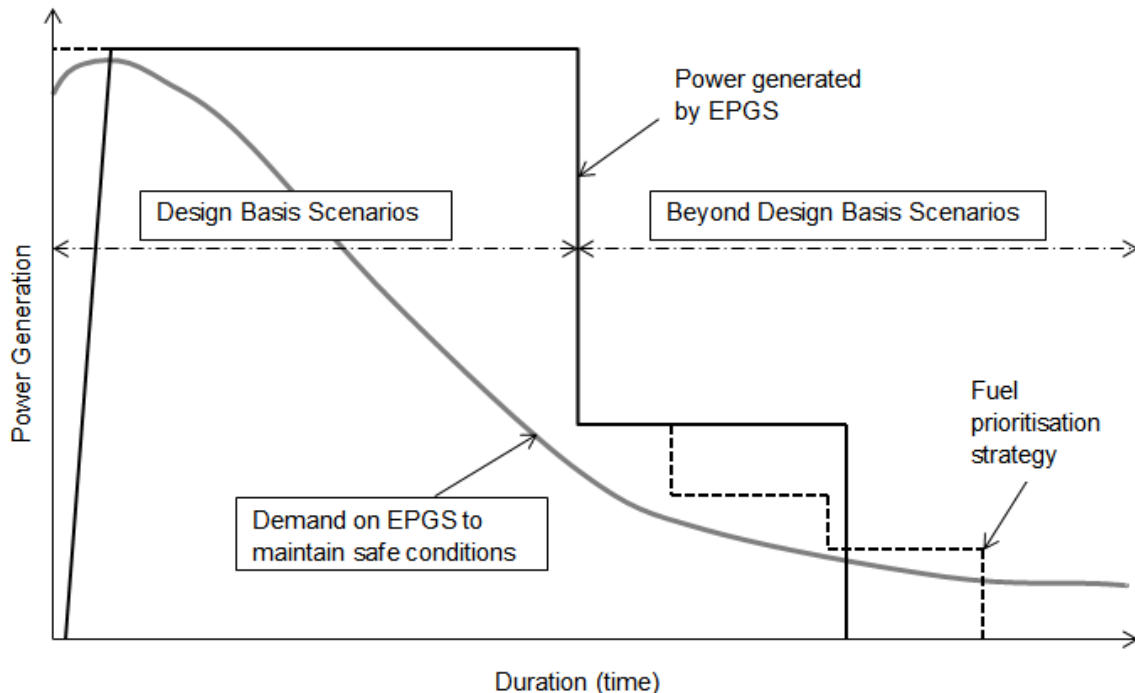 Power generated
by EPGS
Design Basis Scenarios
Beyond Design Basis Scenarios
Power Generation
Fuel
prioritisation
strategy
Demand on EPGS to
maintain safe conditions
Duration (time)